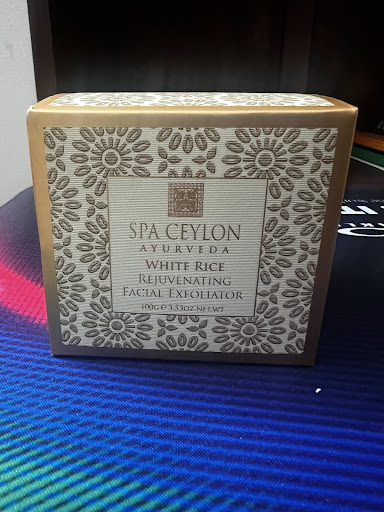 SPA CEYLON
AYURVEDA
WHITE RICE
REJUVENATING
FACIAL EXFOLIATOR
100G ℮ 3.53OZ NET.WT